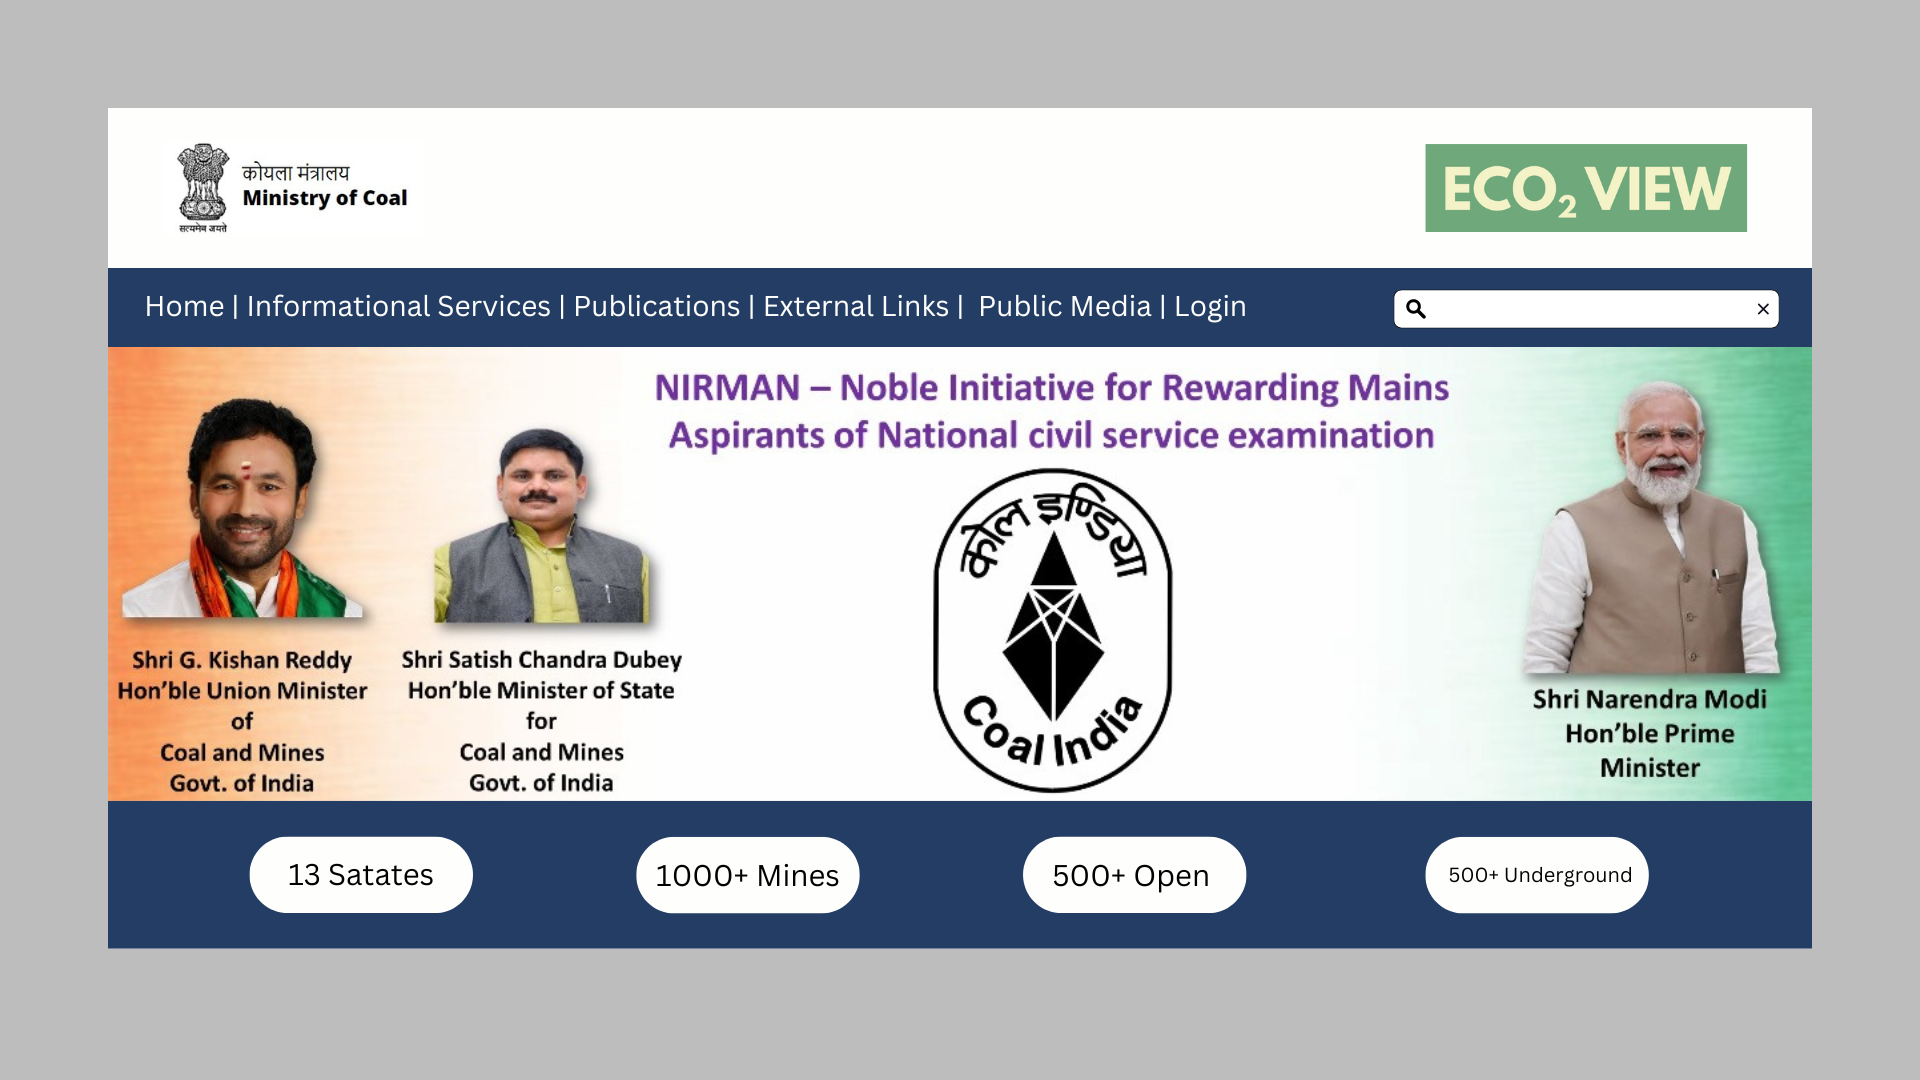 कोयला मंत्रालय
Ministry of Coal
सत्यमेव जयते
ECO₂ VIEW
Home | Informational Services | Publications | External Links | Public Media | Login
NIRMAN – Noble Initiative for Rewarding Mains
Aspirants of National civil service examination
कोल इण्डिया
Coal India
Shri G. Kishan Reddy
Hon’ble Union Minister
of
Coal and Mines
Govt. of India
Shri Satish Chandra Dubey
Hon’ble Minister of State
for
Coal and Mines
Govt. of India
Shri Narendra Modi
Hon’ble Prime
Minister
13 Satates
1000+ Mines
500+ Open
500+ Underground